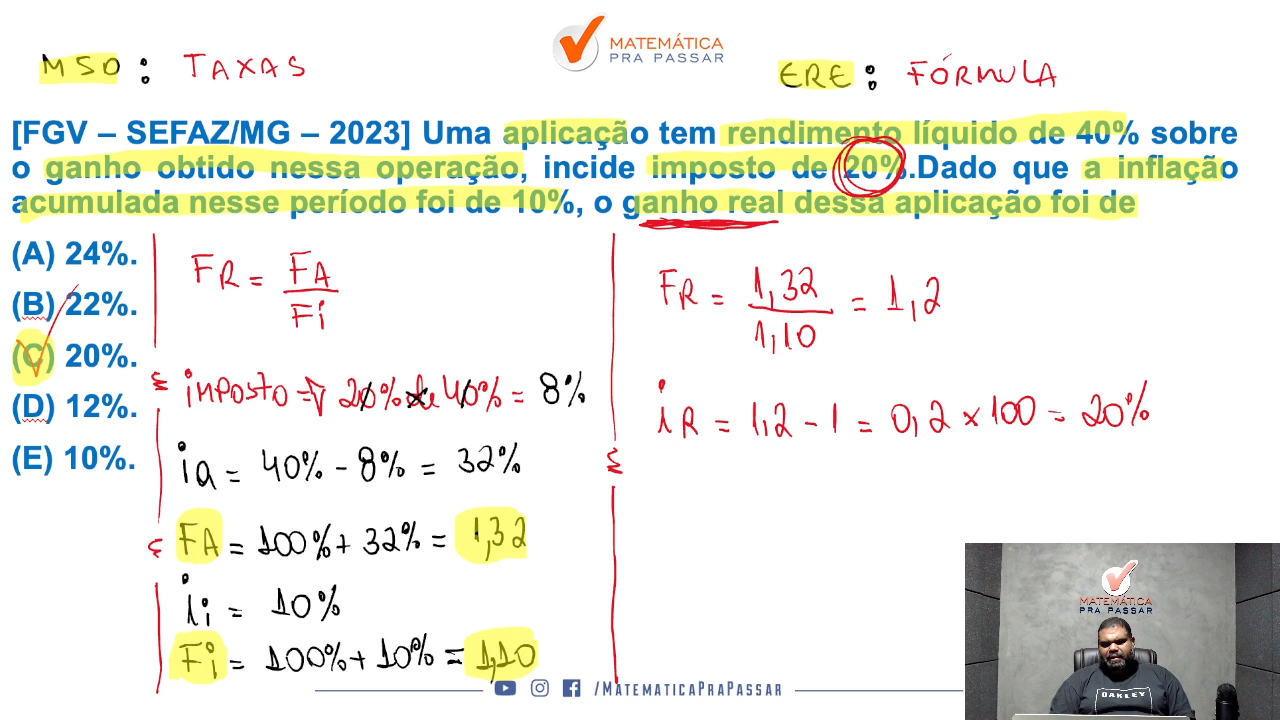 MSO: TAXAS
MATEMÁTICA
PRA PASSAR
ERE: FÓRMULA
[FGV – SEFAZ/MG – 2023] Uma aplicação tem rendimento líquido de 40% sobre
o ganho obtido nessa operação, incide imposto de 20%.Dado que a inflação
acumulada nesse período foi de 10%, o ganho real dessa aplicação foi de
(A) 24%.
(B) 22%.
(C) 20%.
(D) 12%.
(E) 10%.
FR = FA
Fi
imposto ⇒ 20% de 40% = 8%
ia = 40% - 8% = 32%
FA = 100% + 32% = 1,32
ii = 10%
Fi = 100% + 10% = 1,10
FR = 1,32 = 1,2
1,10
iR = 1,2 - 1 = 0,2 × 100 = 20%
MATEMÁTICA
PRA PASSAR
OAKLEY
/MatematicaPraPassar